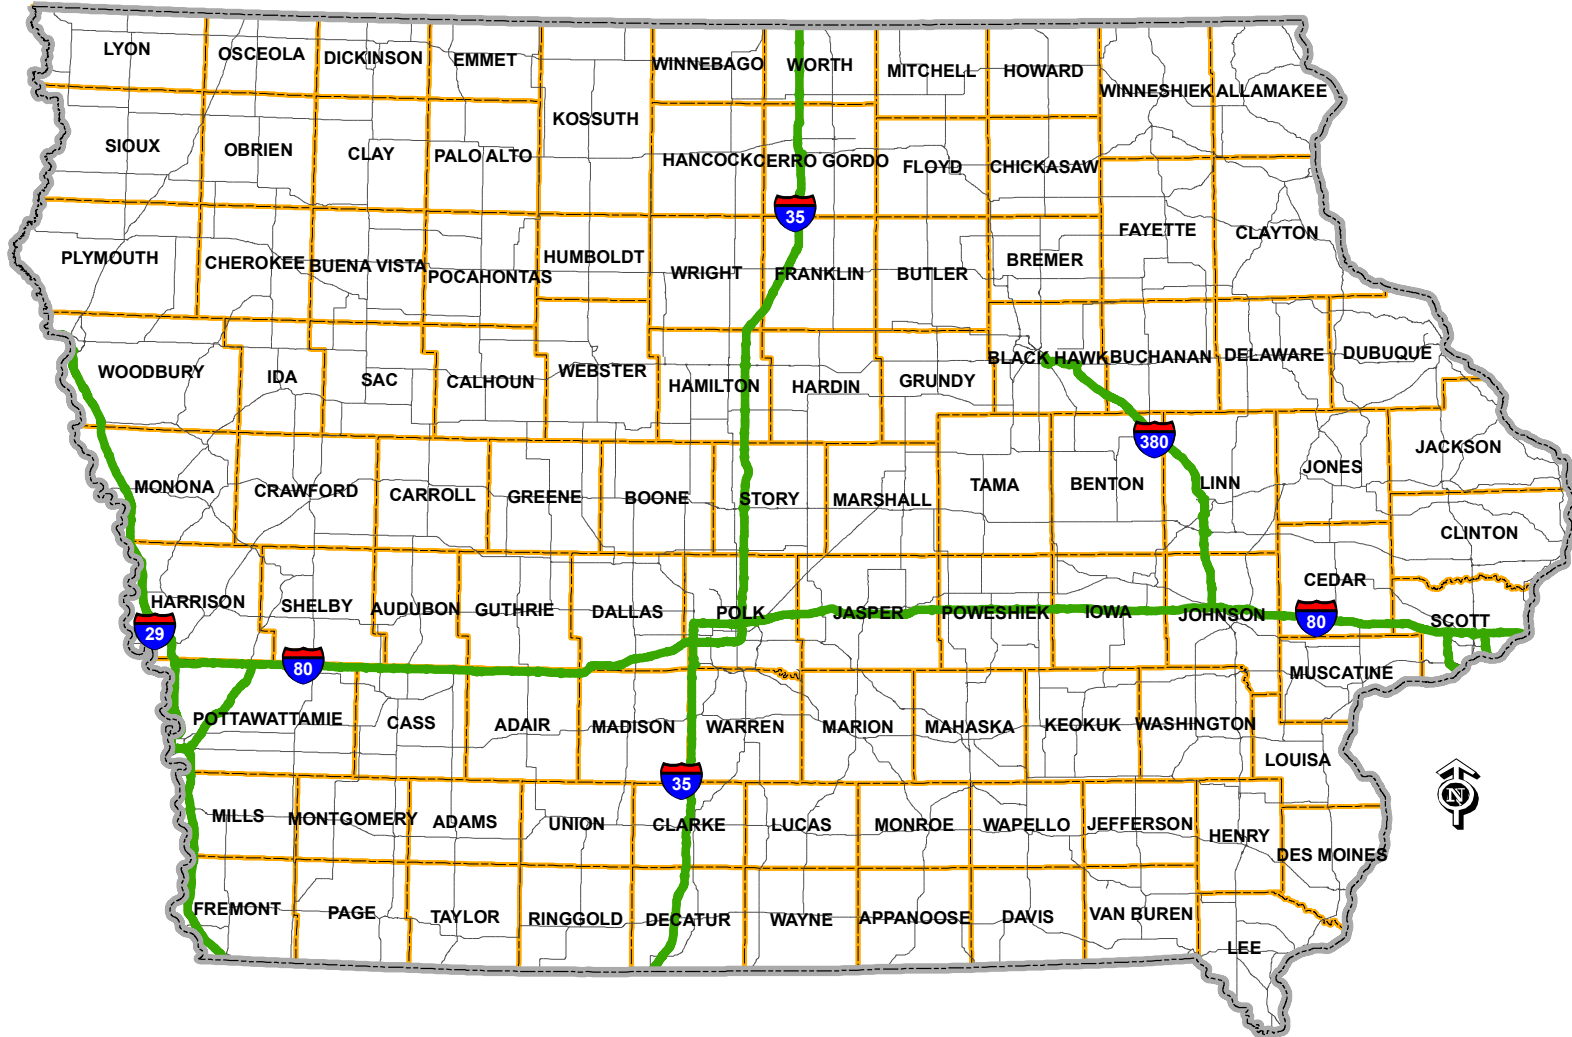 LYON
OSCEOLA
DICKINSON
EMMET
WINNEBAGO
WORTH
MITCHELL
HOWARD
WINNESHIEK
ALLAMAKEE
KOSSUTH
SIOUX
OBRIEN
CLAY
PALO ALTO
HANCOCK
CERRO GORDO
FLOYD
CHICKASAW
35
PLYMOUTH
CHEROKEE
BUENA VISTA
POCAHONTAS
HUMBOLDT
WRIGHT
FRANKLIN
BUTLER
BREMER
FAYETTE
CLAYTON
WOODBURY
IDA
SAC
CALHOUN
WEBSTER
HAMILTON
HARDIN
GRUNDY
BLACK HAWK
BUCHANAN
DELAWARE
DUBUQUE
380
MONONA
CRAWFORD
CARROLL
GREENE
BOONE
STORY
MARSHALL
TAMA
BENTON
LINN
JONES
JACKSON
CLINTON
HARRISON
SHELBY
AUDUBON
GUTHRIE
DALLAS
POLK
JASPER
POWESHIEK
IOWA
JOHNSON
CEDAR
80
SCOTT
29
80
MUSCATINE
POTTAWATTAMIE
CASS
ADAIR
MADISON
WARREN
MARION
MAHASKA
KEOKUK
WASHINGTON
LOUISA
35
N
MILLS
MONTGOMERY
ADAMS
UNION
CLARKE
LUCAS
MONROE
WAPELLO
JEFFERSON
HENRY
DES MOINES
FREMONT
PAGE
TAYLOR
RINGGOLD
DECATUR
WAYNE
APPANOOSE
DAVIS
VAN BUREN
LEE